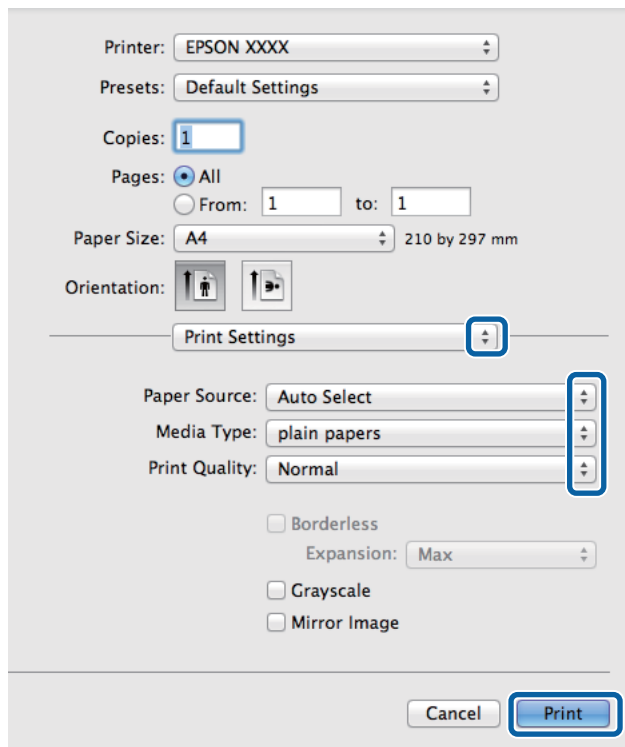 Printer: EPSON XXXX
Presets: Default Settings
Copies: 1
Pages: All
From: 1 to: 1
Paper Size: A4 210 by 297 mm
Orientation:
Print Settings
Paper Source: Auto Select
Media Type: plain papers
Print Quality: Normal
Borderless
Expansion: Max
Grayscale
Mirror Image
Cancel Print